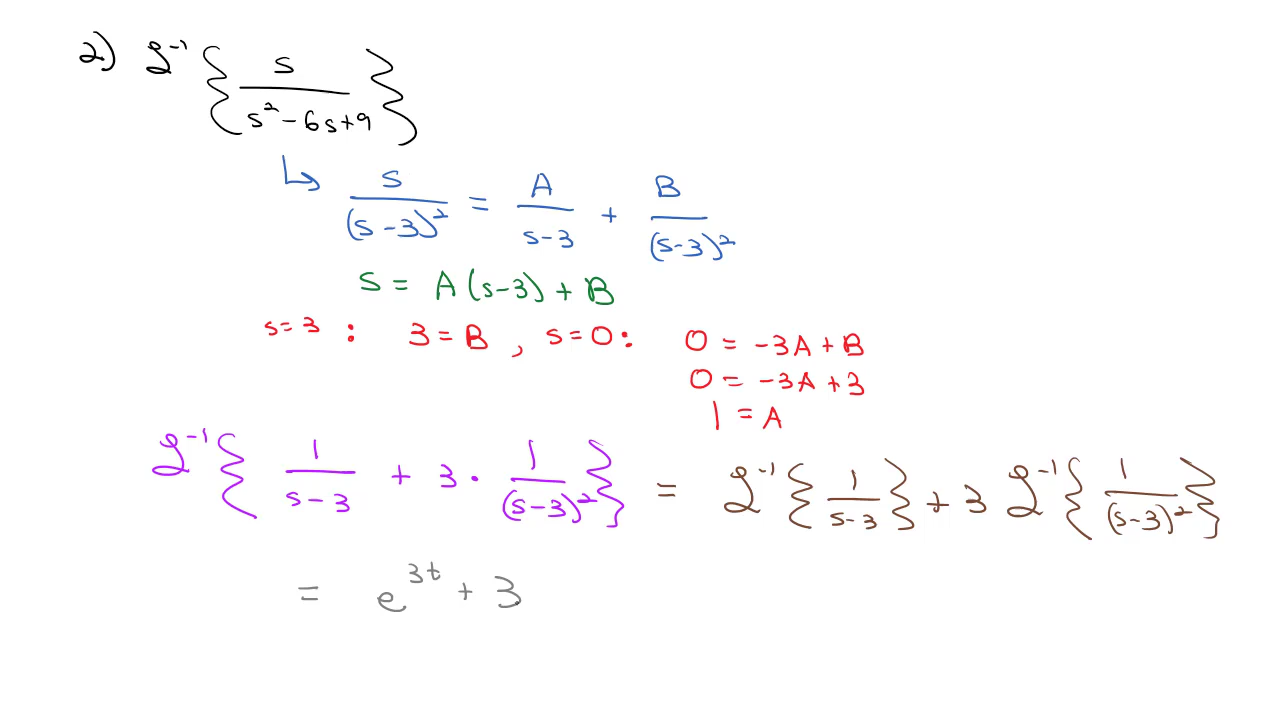 2) ℒ⁻¹ { s / (s² - 6s + 9) }
↳ s / (s-3)² = A / (s-3) + B / (s-3)²
s = A(s-3) + B
s=3 : 3 = B , s=0: 0 = -3A + B
0 = -3A + 3
1 = A
ℒ⁻¹ { 1 / (s-3) + 3 · 1 / (s-3)² } = ℒ⁻¹ { 1 / (s-3) } + 3 ℒ⁻¹ { 1 / (s-3)² }
= e^(3t) + 3